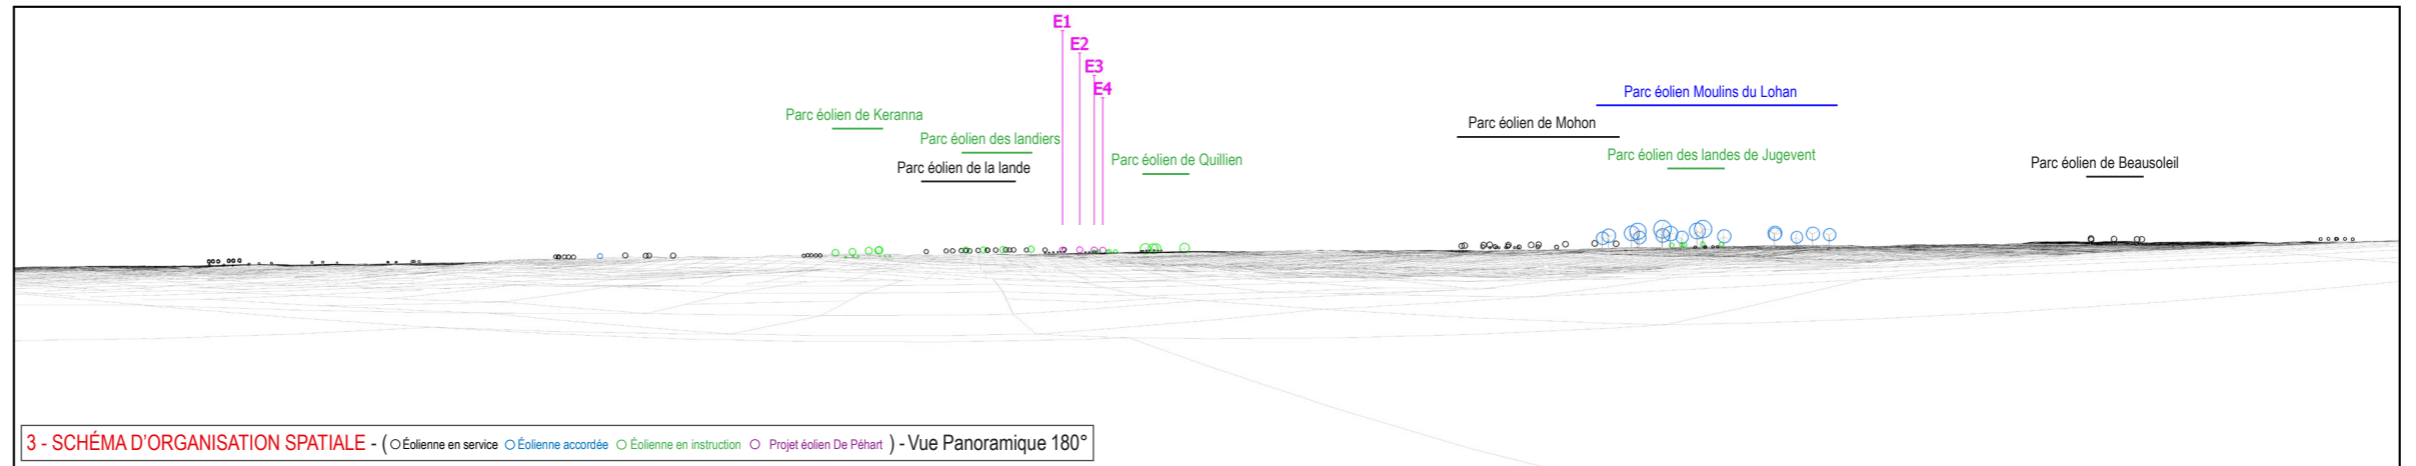 E1
E2
E3
E4
Parc éolien Moulins du Lohan
Parc éolien de Keranna
Parc éolien de Mohon
Parc éolien des landiers
Parc éolien des landes de Jugevent
Parc éolien de Quillien
Parc éolien de Beausoleil
Parc éolien de la lande
3 - SCHÉMA D'ORGANISATION SPATIALE - ( Éolienne en service Éolienne accordée Éolienne en instruction Projet éolien De Péhart ) - Vue Panoramique 180°